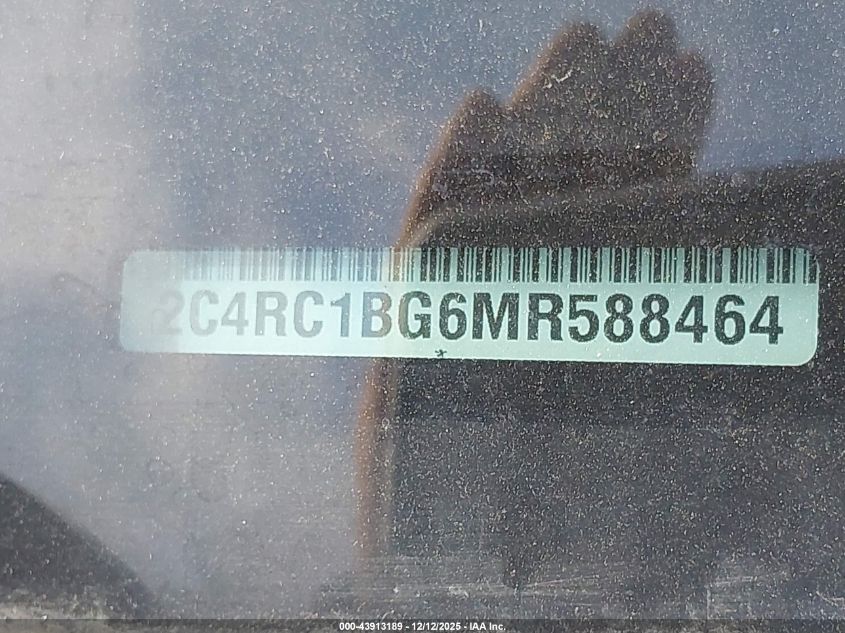 2C4RC1BG6MR588464
*
000-43913189 - 12/12/2025 - IAA Inc.